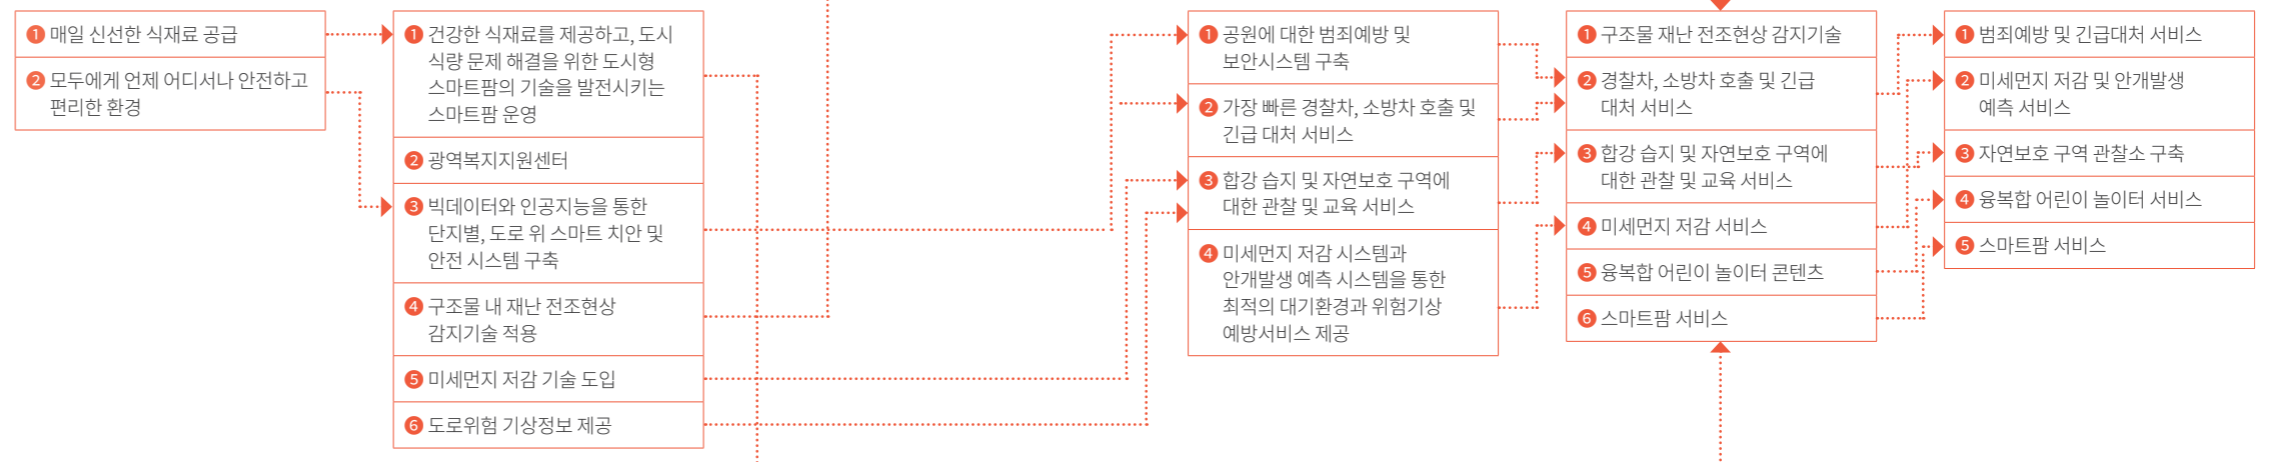 ❶ 매일 신선한 식재료 공급
❷ 모두에게 언제 어디서나 안전하고
편리한 환경
❶ 건강한 식재료를 제공하고, 도시
식량 문제 해결을 위한 도시형
스마트팜의 기술을 발전시키는
스마트팜 운영
❷ 광역복지지원센터
❸ 빅데이터와 인공지능을 통한
단지별, 도로 위 스마트 치안 및
안전 시스템 구축
❹ 구조물 내 재난 전조현상
감지기술 적용
❺ 미세먼지 저감 기술 도입
❻ 도로위험 기상정보 제공
❶ 공원에 대한 범죄예방 및
보안시스템 구축
❷ 가장 빠른 경찰차, 소방차 호출 및
긴급 대처 서비스
❸ 합강 습지 및 자연보호 구역에
대한 관찰 및 교육 서비스
❹ 미세먼지 저감 시스템과
안개발생 예측 시스템을 통한
최적의 대기환경과 위험기상
예방서비스 제공
❶ 구조물 재난 전조현상 감지기술
❷ 경찰차, 소방차 호출 및 긴급
대처 서비스
❸ 합강 습지 및 자연보호 구역에
대한 관찰 및 교육 서비스
❹ 미세먼지 저감 서비스
❺ 융복합 어린이 놀이터 콘텐츠
❻ 스마트팜 서비스
❶ 범죄예방 및 긴급대처 서비스
❷ 미세먼지 저감 및 안개발생
예측 서비스
❸ 자연보호 구역 관찰소 구축
❹ 융복합 어린이 놀이터 서비스
❺ 스마트팜 서비스